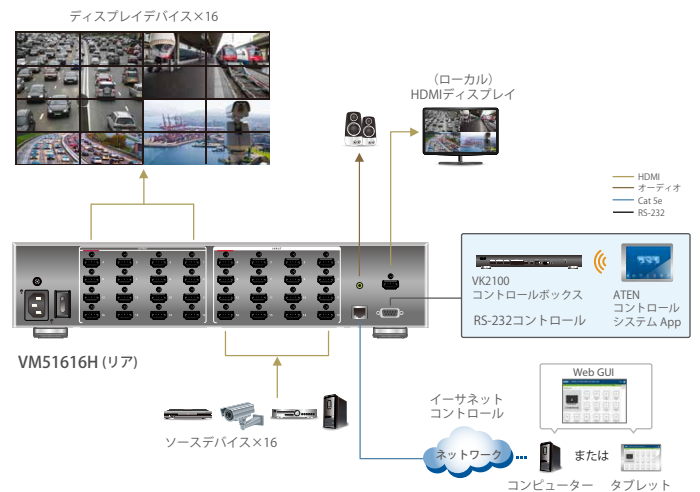 ディスプレイデバイス×16
（ローカル）
HDMIディスプレイ
HDMI
オーディオ
Cat 5e
RS-232
VK2100
コントロールボックス
RS-232コントロール
ATEN
コントロール
システム App
VM51616H (リア)
ソースデバイス×16
イーサネット
コントロール
ネットワーク
Web GUI
または
コンピューター
タブレット